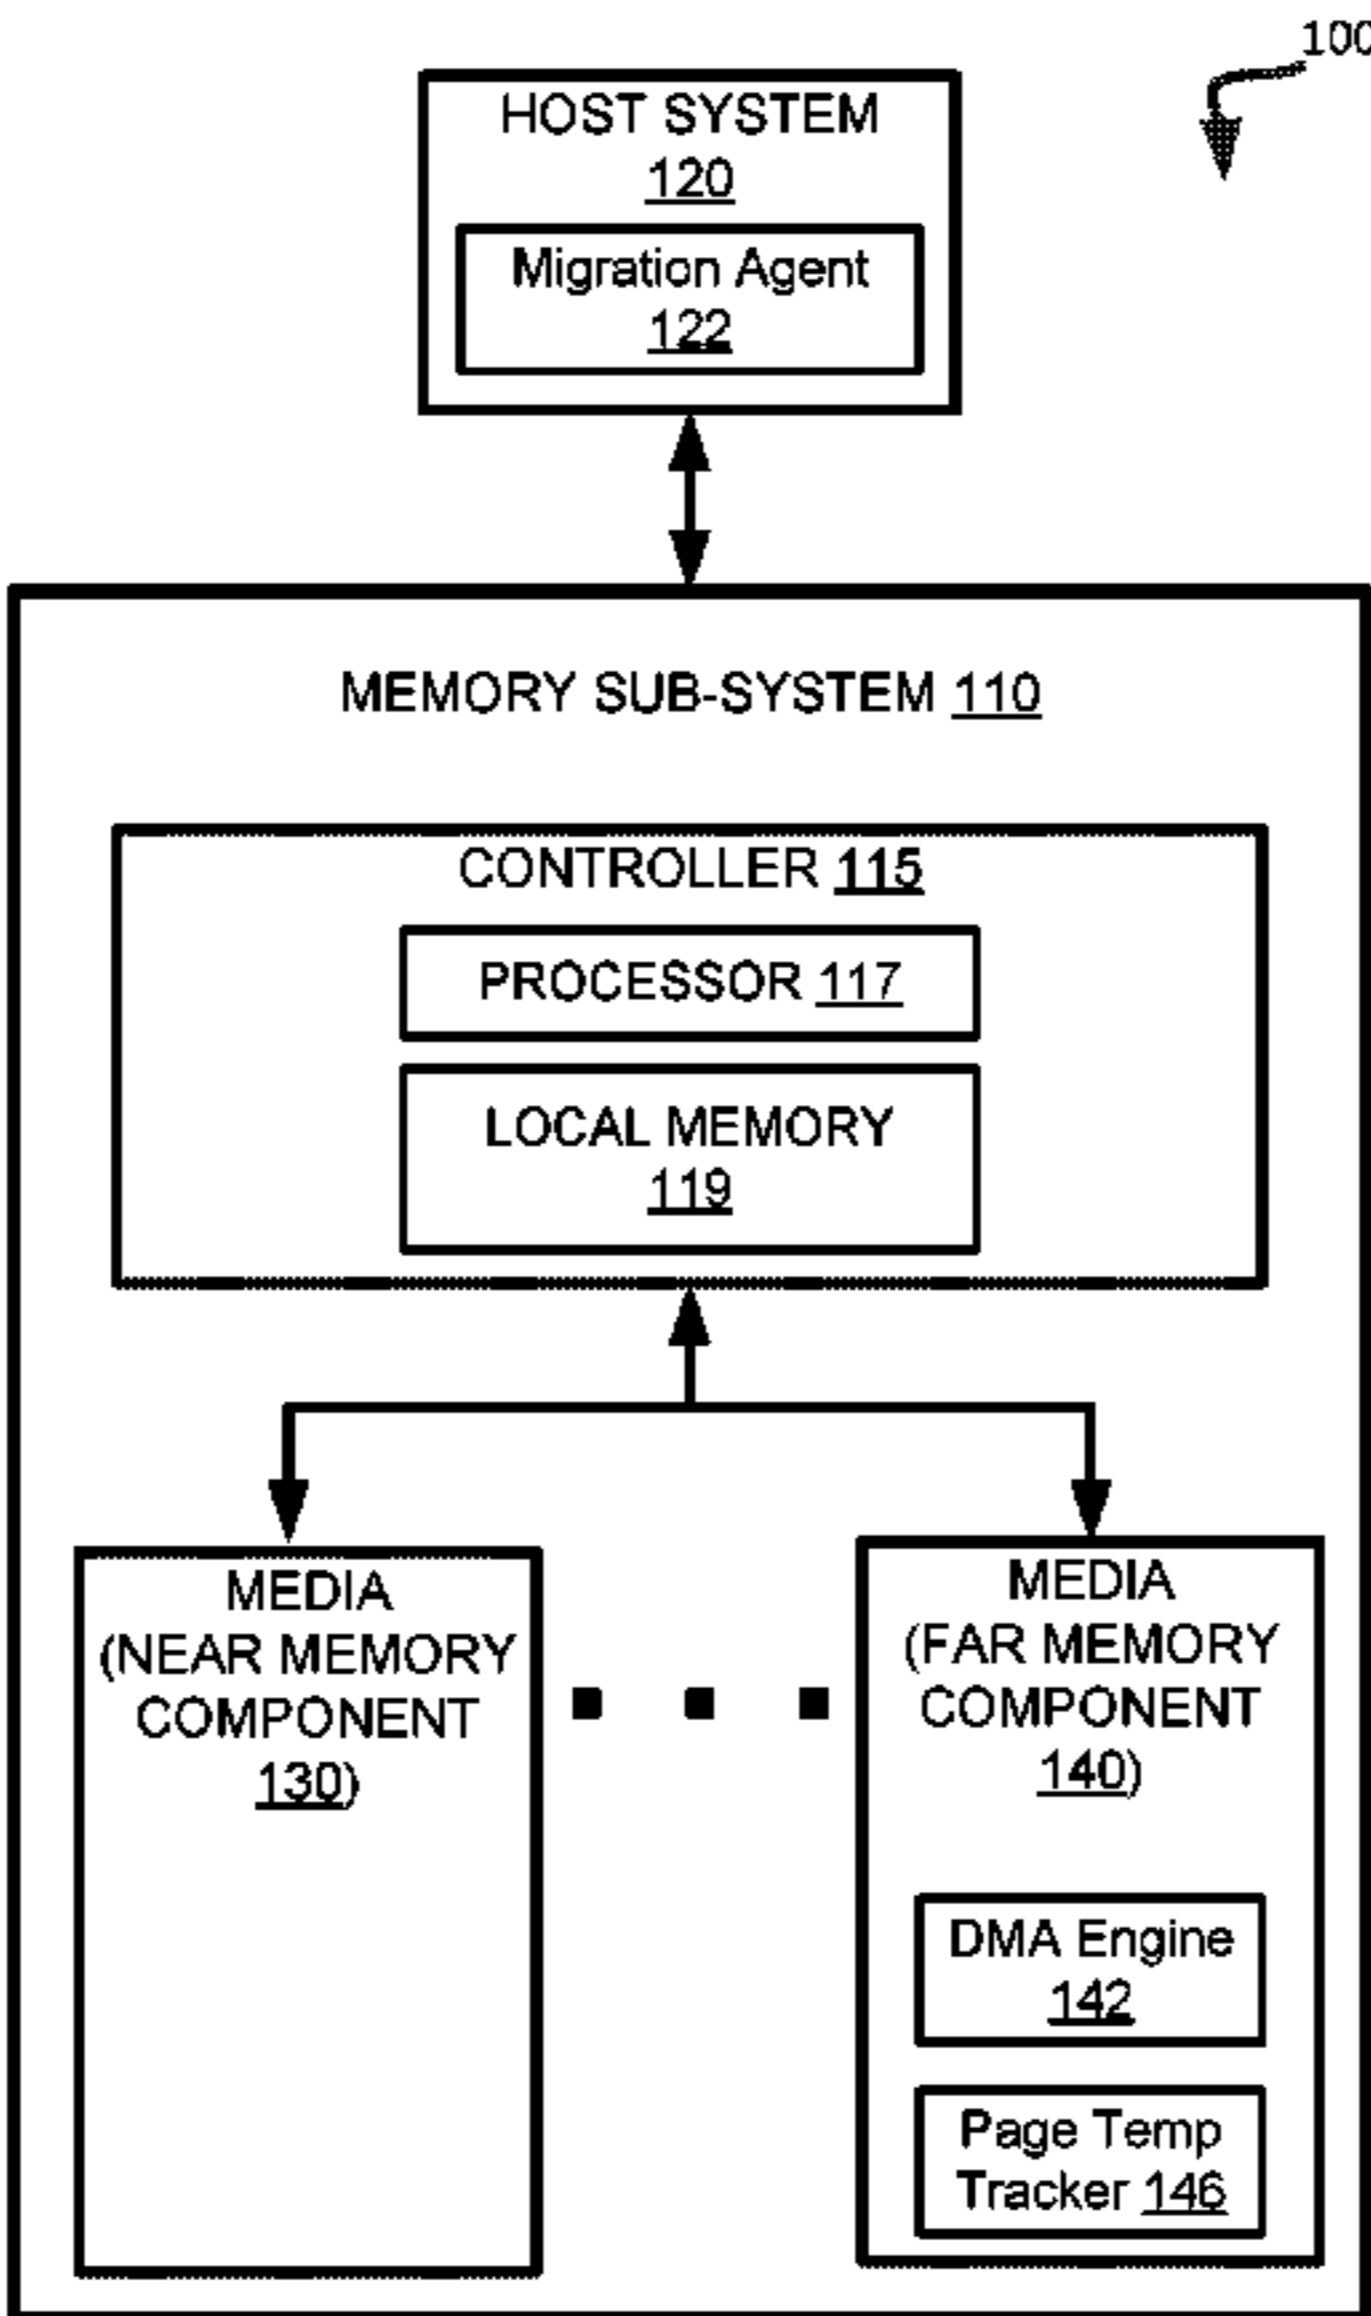 100
HOST SYSTEM
120
Migration Agent
122
MEMORY SUB-SYSTEM 110
CONTROLLER 115
PROCESSOR 117
LOCAL MEMORY
119
MEDIA
(NEAR MEMORY
COMPONENT
130)
MEDIA
(FAR MEMORY
COMPONENT
140)
DMA Engine
142
Page Temp
Tracker 146